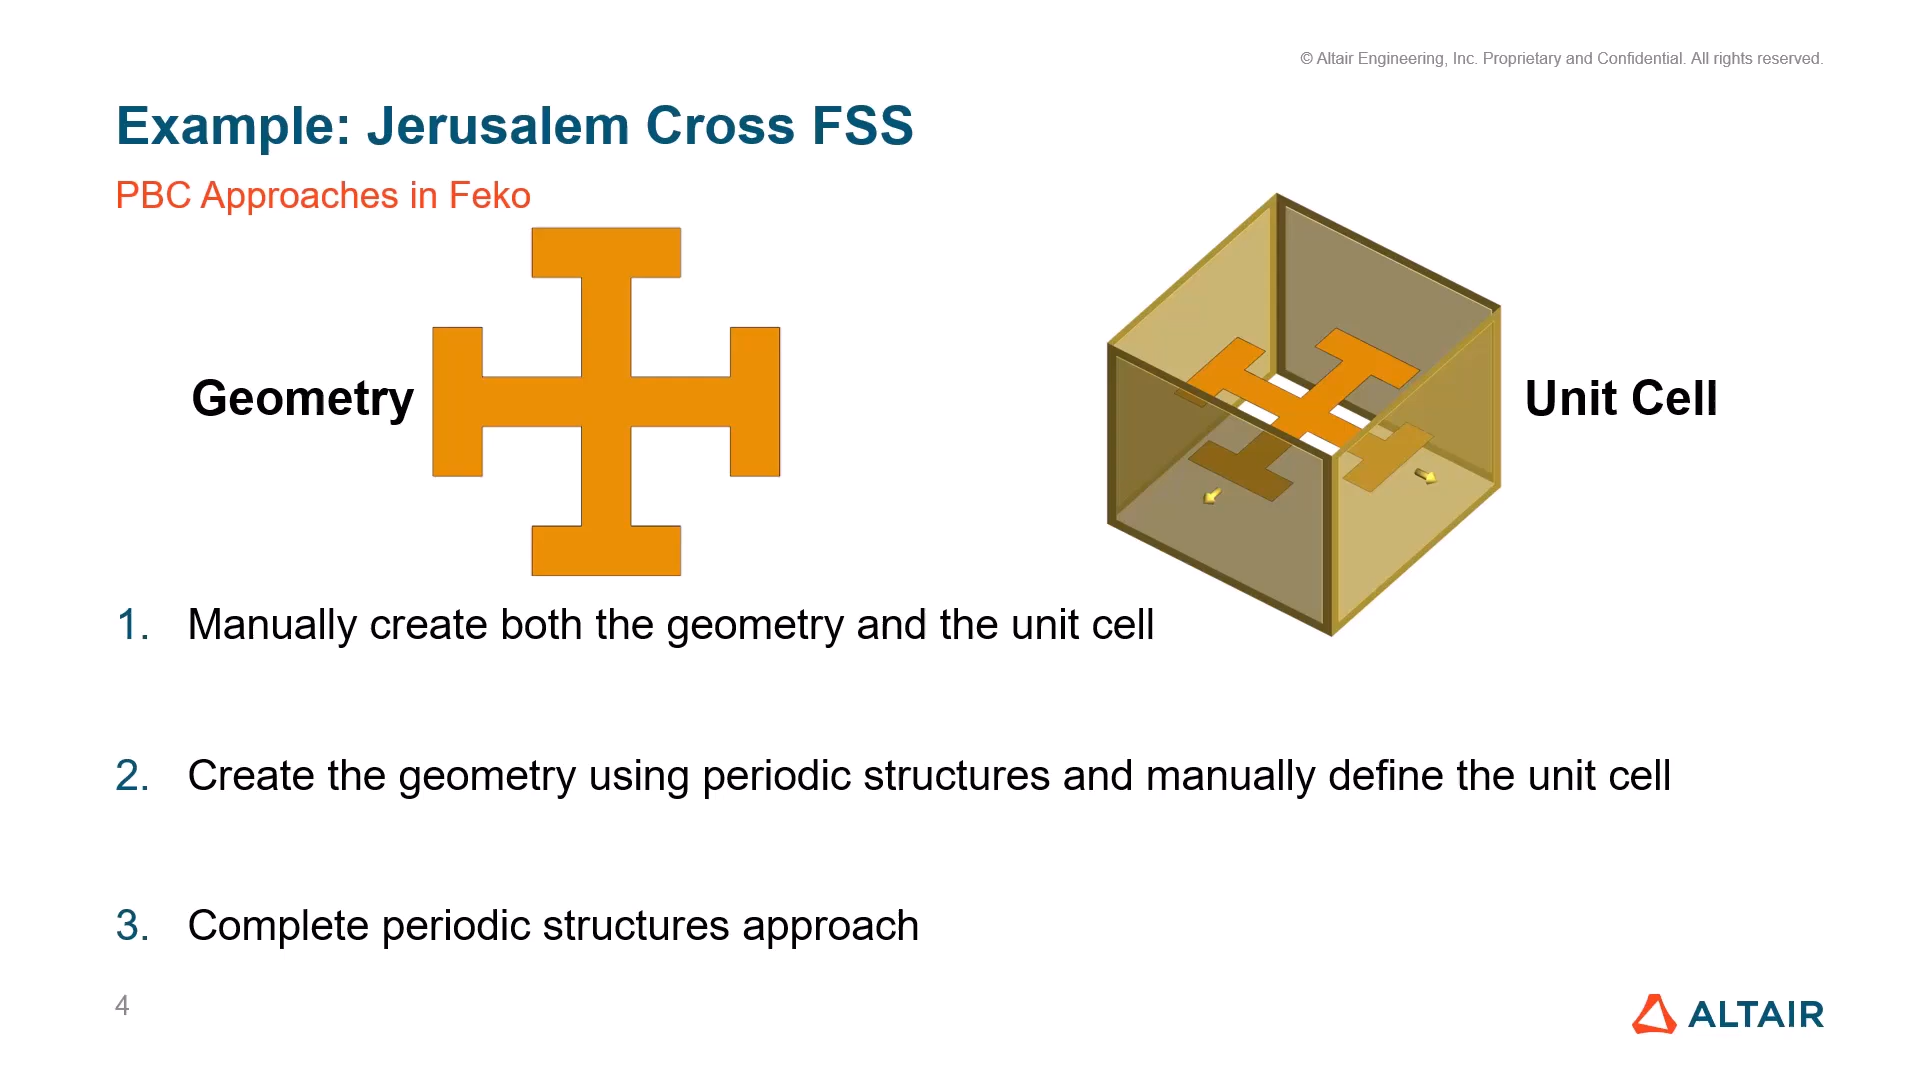 © Altair Engineering, Inc. Proprietary and Confidential. All rights reserved.
Example: Jerusalem Cross FSS
PBC Approaches in Feko
Geometry
Unit Cell
1. Manually create both the geometry and the unit cell
2. Create the geometry using periodic structures and manually define the unit cell
3. Complete periodic structures approach
4
ALTAIR